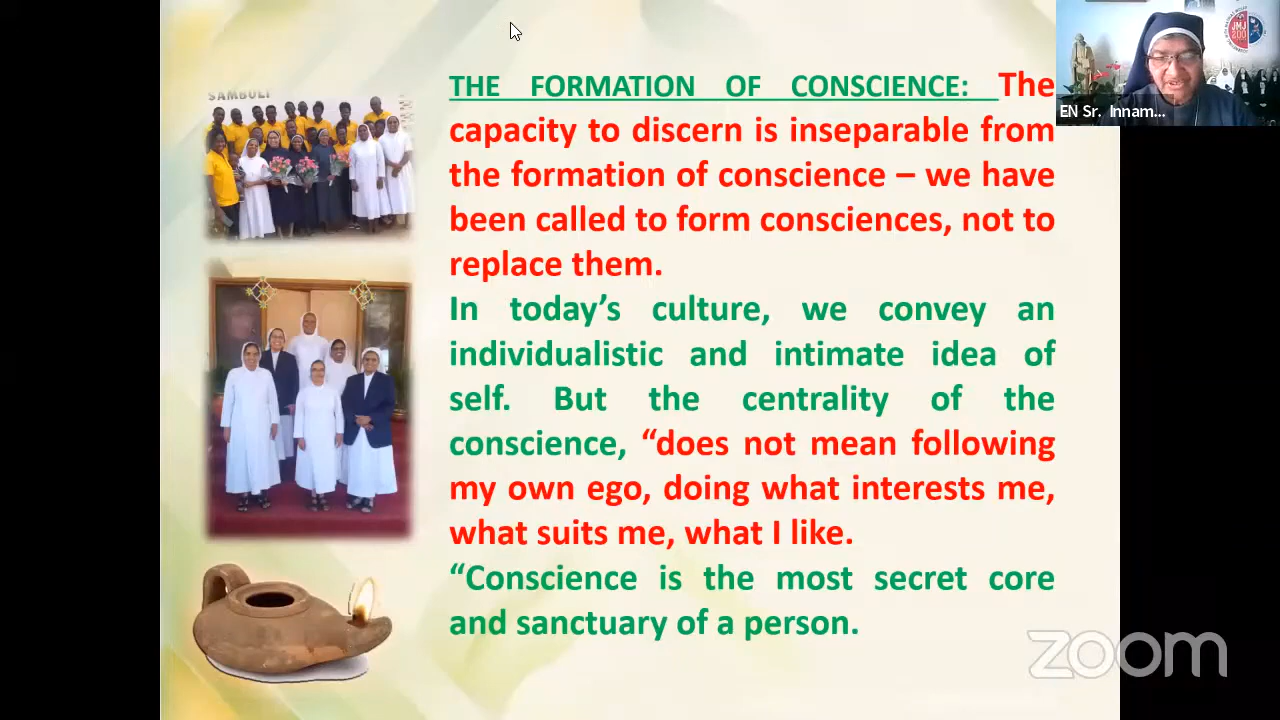 SAMBULI
THE FORMATION OF CONSCIENCE: The
capacity to discern is inseparable from
the formation of conscience – we have
been called to form consciences, not to
replace them.
In today’s culture, we convey an
individualistic and intimate idea of
self. But the centrality of the
conscience, “does not mean following
my own ego, doing what interests me,
what suits me, what I like.
“Conscience is the most secret core
and sanctuary of a person.
JMJ
200
EN Sr. Innam...
zoom